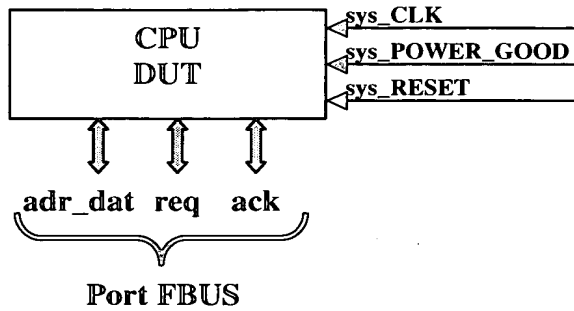 CPU
DUT
sys_CLK
sys_POWER_GOOD
sys_RESET
adr_dat req ack
Port FBUS